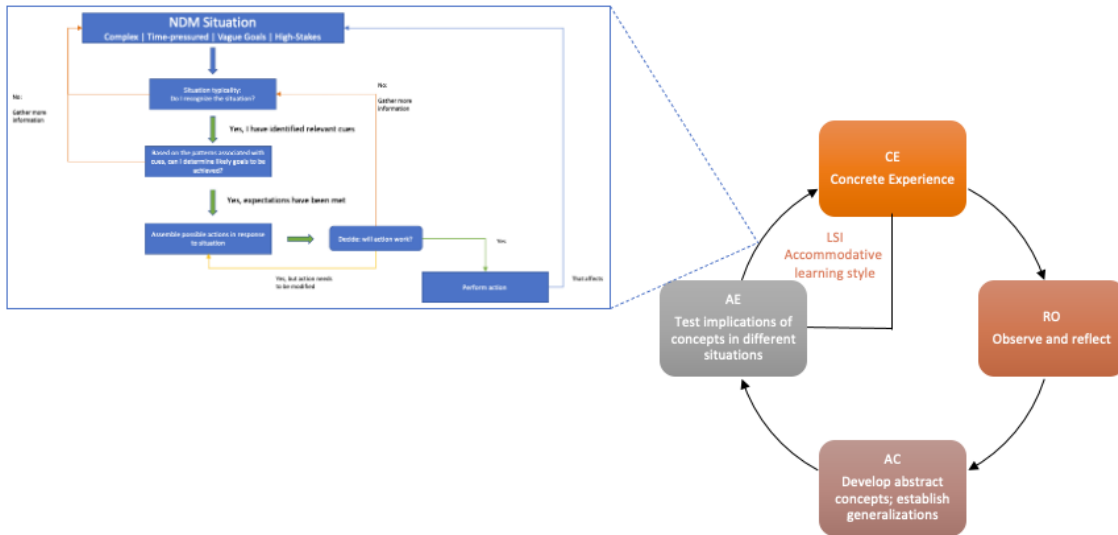 NDM Situation
Complex | Time-pressured | Vague Goals | High-Stakes
No:
Gather more
information
Situation typicality:
Do I recognize the situation?
No:
Gather more
information
Yes, I have identified relevant cues
Based on the patterns associated with
cues, can I determine likely goals to be
achieved?
Yes, expectations have been met
Assemble possible actions in response
to situation
Decide: will action work?
Yes
Yes, but action needs
to be modified
Perform action
That affects
CE
Concrete Experience
LSI
Accommodative
learning style
AE
Test implications of
concepts in different
situations
RO
Observe and reflect
AC
Develop abstract
concepts; establish
generalizations